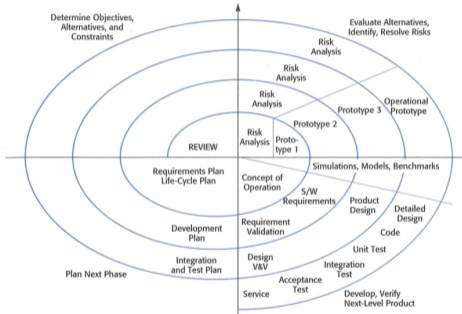 Determine Objectives,
Alternatives, and
Constraints
Evaluate Alternatives,
Identify, Resolve Risks
Risk
Analysis
Risk
Analysis
Risk
Analysis
Risk
Analysis
Proto-
type 1
Prototype 2
Prototype 3
Operational
Prototype
REVIEW
Requirements Plan
Life-Cycle Plan
Concept of
Operation
Simulations, Models, Benchmarks
S/W
Requirements
Product
Design
Detailed
Design
Development
Plan
Requirement
Validation
Code
Unit Test
Integration
and Test Plan
Design
V&V
Integration
Test
Acceptance
Test
Service
Plan Next Phase
Develop, Verify
Next-Level Product